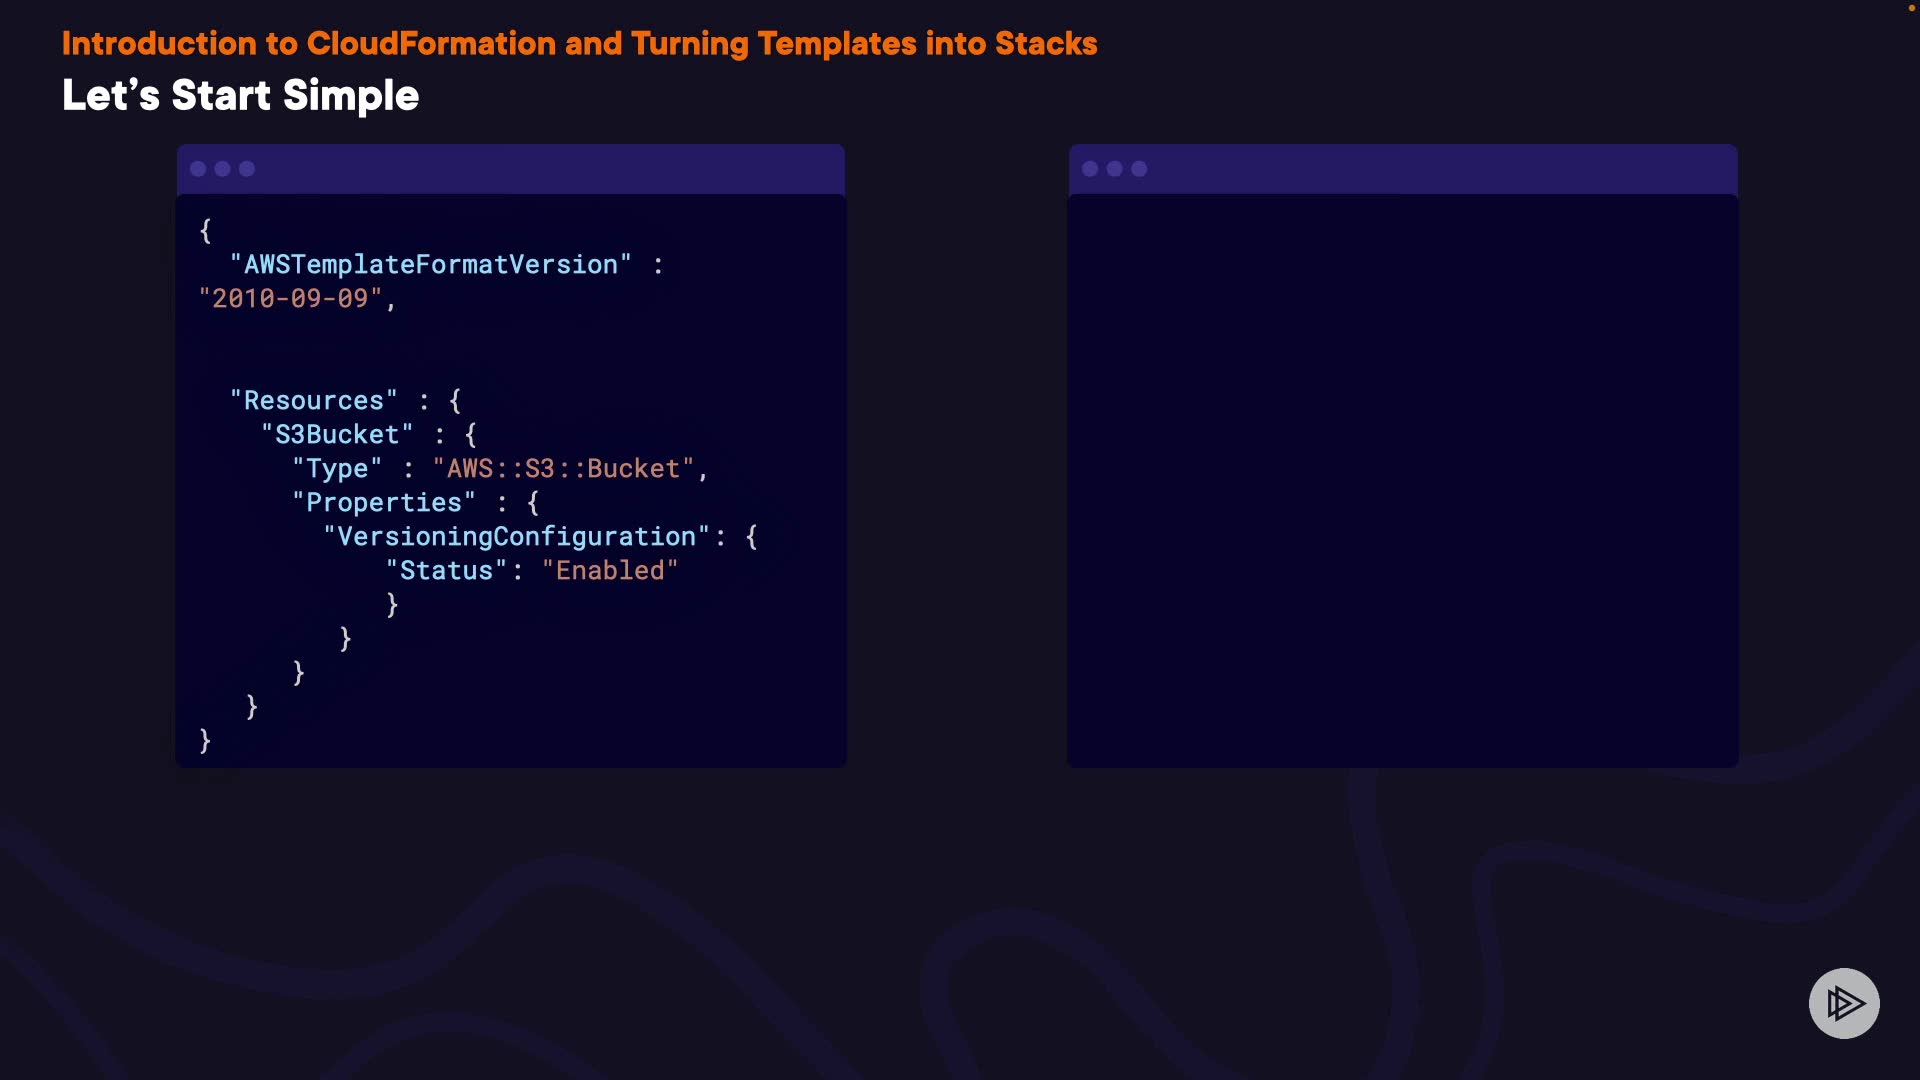 Introduction to CloudFormation and Turning Templates into Stacks
Let’s Start Simple
{
  "AWSTemplateFormatVersion" :
"2010-09-09",
  "Resources" : {
    "S3Bucket" : {
      "Type" : "AWS::S3::Bucket",
      "Properties" : {
        "VersioningConfiguration": {
            "Status": "Enabled"
            }
         }
      }
   }
}